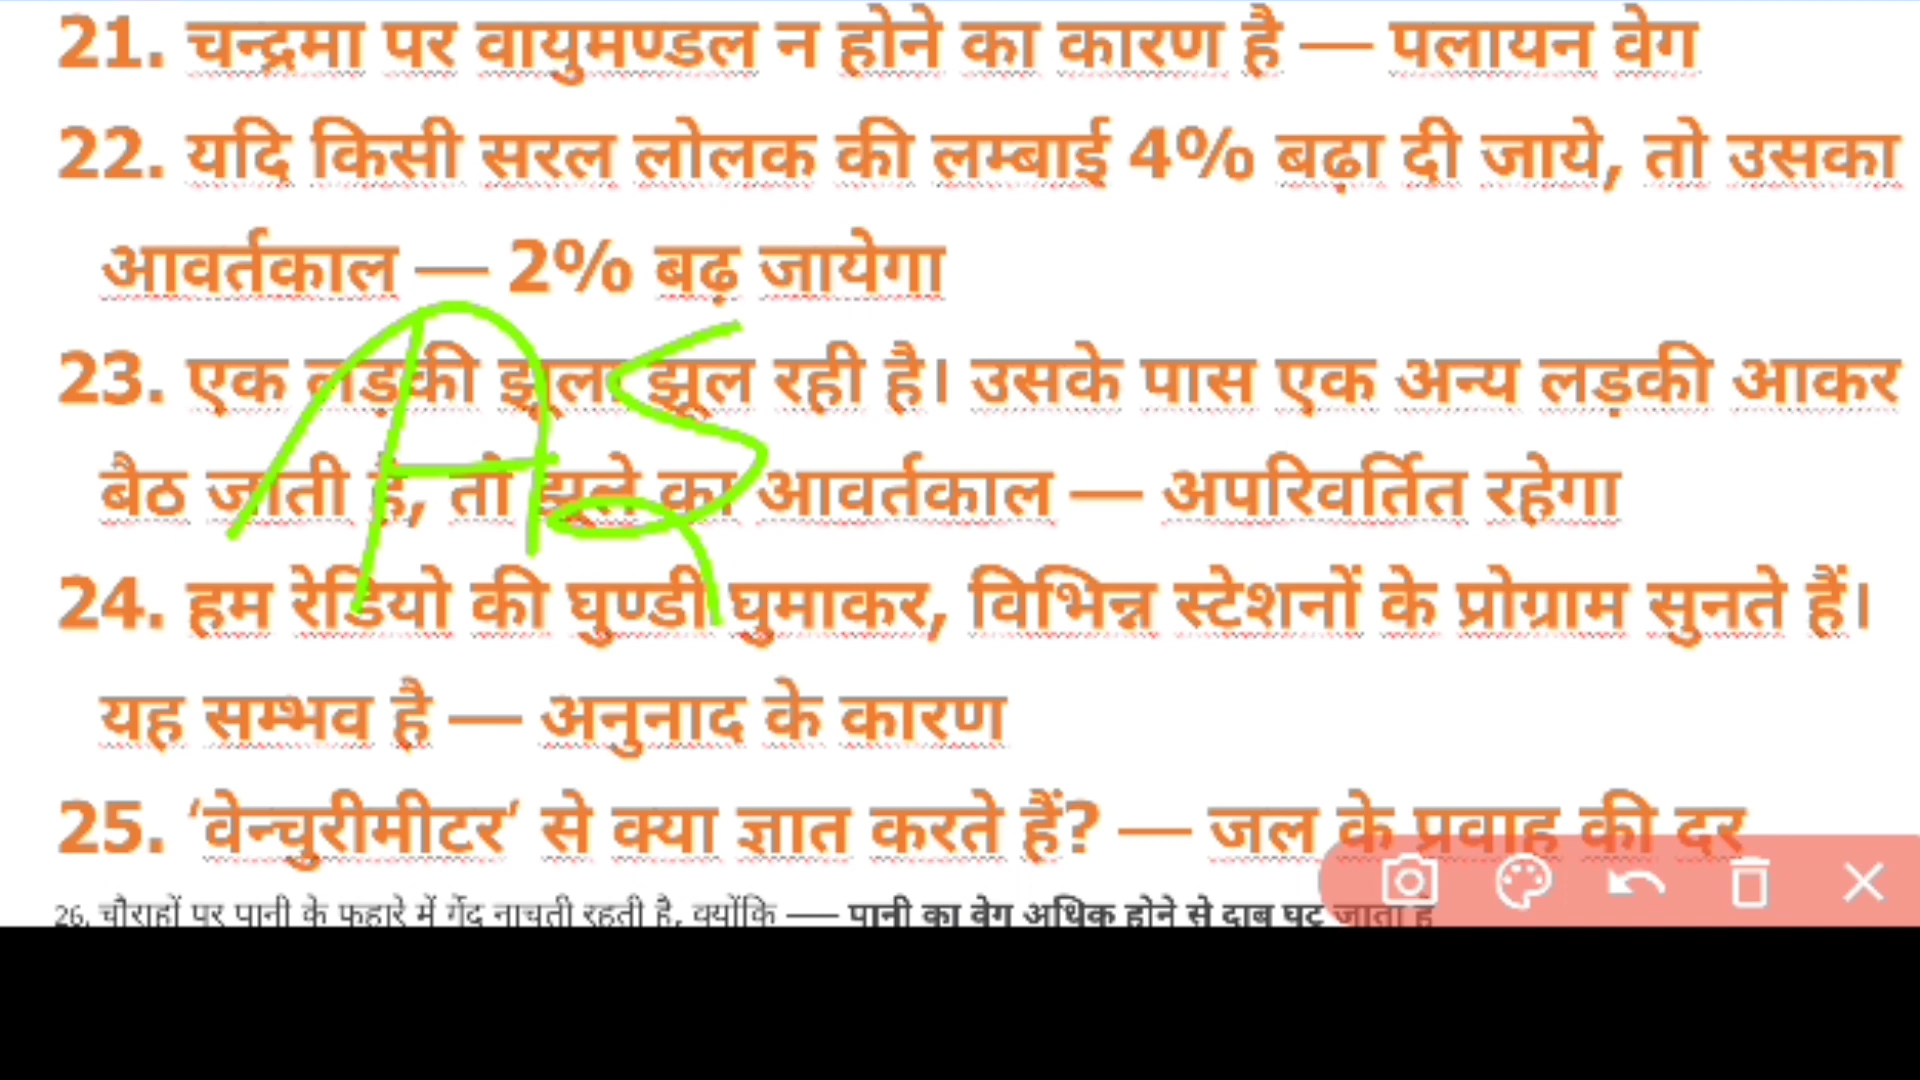 21. चन्द्रमा पर वायुमण्डल न होने का कारण है — पलायन वेग
22. यदि किसी सरल लोलक की लम्बाई 4% बढ़ा दी जाये, तो उसका
आवर्तकाल — 2% बढ़ जायेगा
23. एक लड़की झूला झूल रही है। उसके पास एक अन्य लड़की आकर
बैठ जाती है, तो झूले का आवर्तकाल — अपरिवर्तित रहेगा
24. हम रेडियो की घुण्डी घुमाकर, विभिन्न स्टेशनों के प्रोग्राम सुनते हैं।
यह सम्भव है — अनुनाद के कारण
25. ‘वेन्चुरीमीटर’ से क्या ज्ञात करते हैं? — जल के प्रवाह की दर
26. चौराहों पर पानी के फुहारे में गेंद नाचती रहती है, क्योंकि — पानी का वेग अधिक होने से दाब घट जाता है